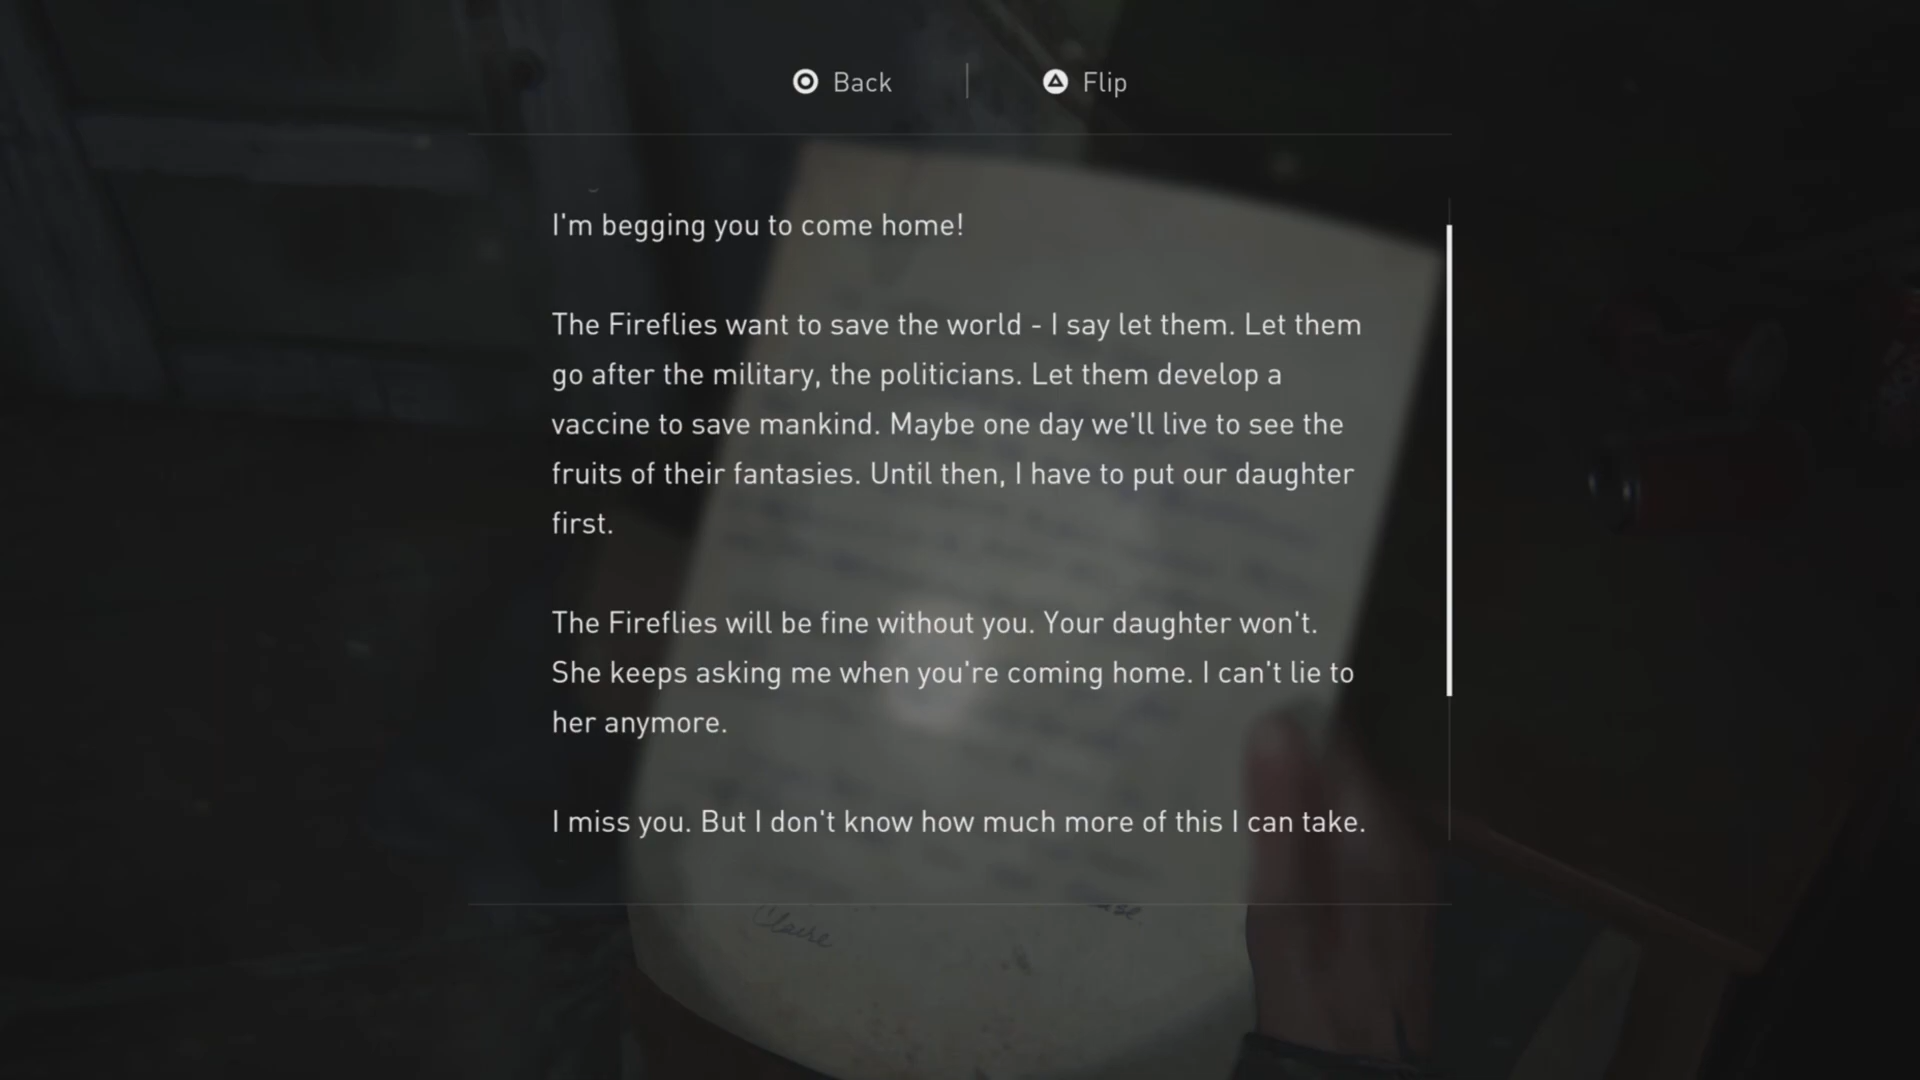 Back
Flip
I'm begging you to come home!
The Fireflies want to save the world - I say let them. Let them
go after the military, the politicians. Let them develop a
vaccine to save mankind. Maybe one day we'll live to see the
fruits of their fantasies. Until then, I have to put our daughter
first.
The Fireflies will be fine without you. Your daughter won't.
She keeps asking me when you're coming home. I can't lie to
her anymore.
I miss you. But I don't know how much more of this I can take.
Claire